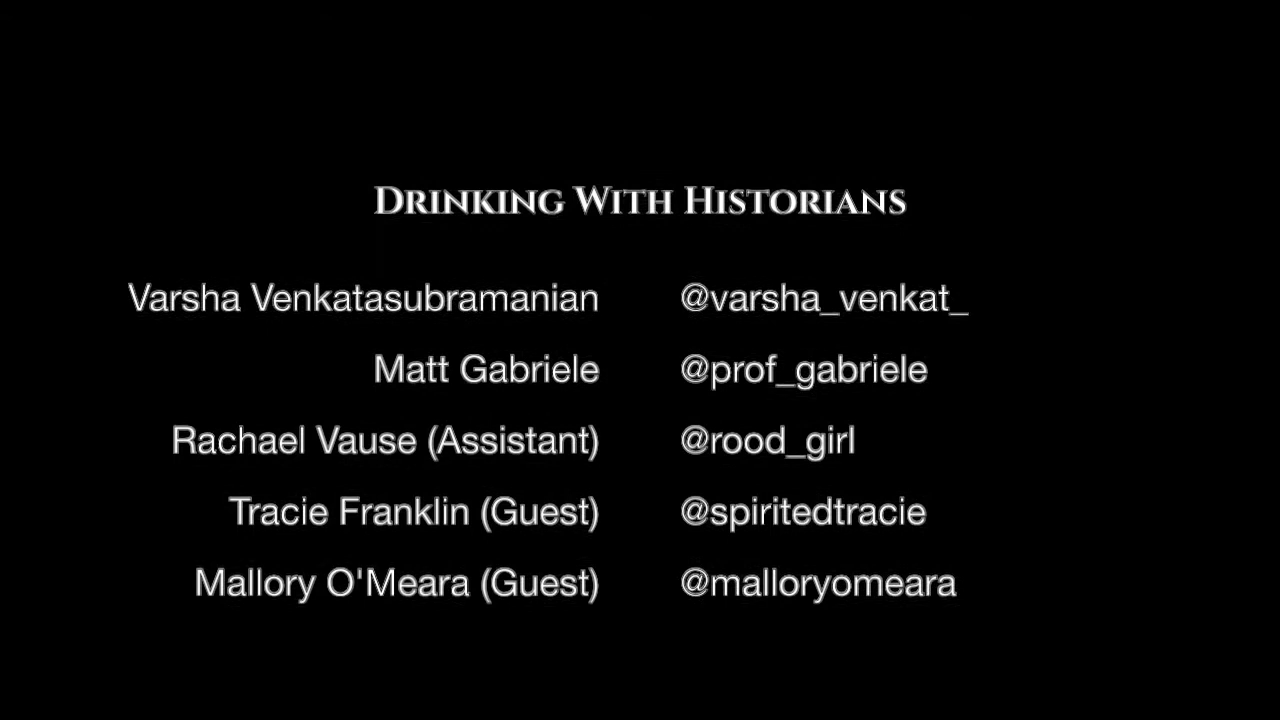 Drinking With Historians
Varsha Venkatasubramanian @varsha_venkat_
Matt Gabriele @prof_gabriele
Rachael Vause (Assistant) @rood_girl
Tracie Franklin (Guest) @spiritedtracie
Mallory O'Meara (Guest) @malloryomeara